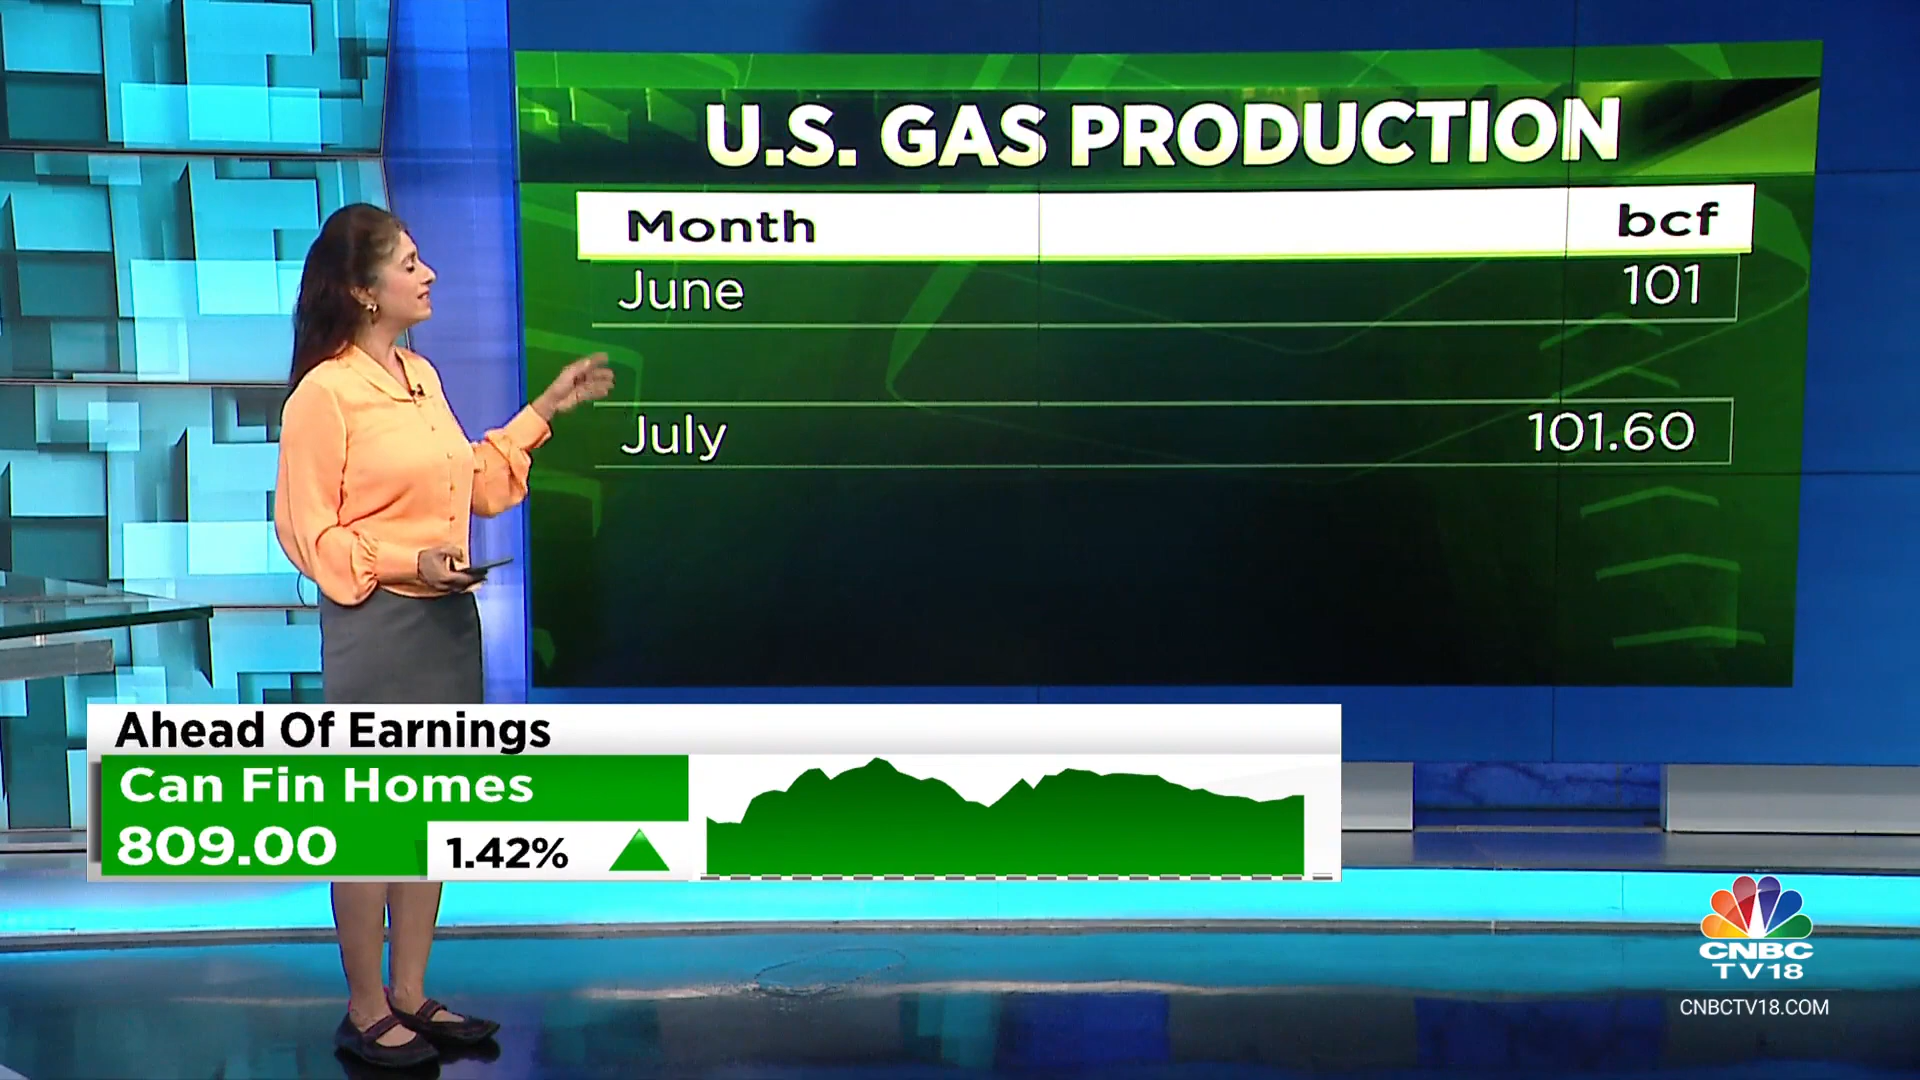 U.S. GAS PRODUCTION
Month bcf
June 101
July 101.60
Ahead Of Earnings
Can Fin Homes
809.00 1.42%
CNBC
TV18
CNBCTV18.COM